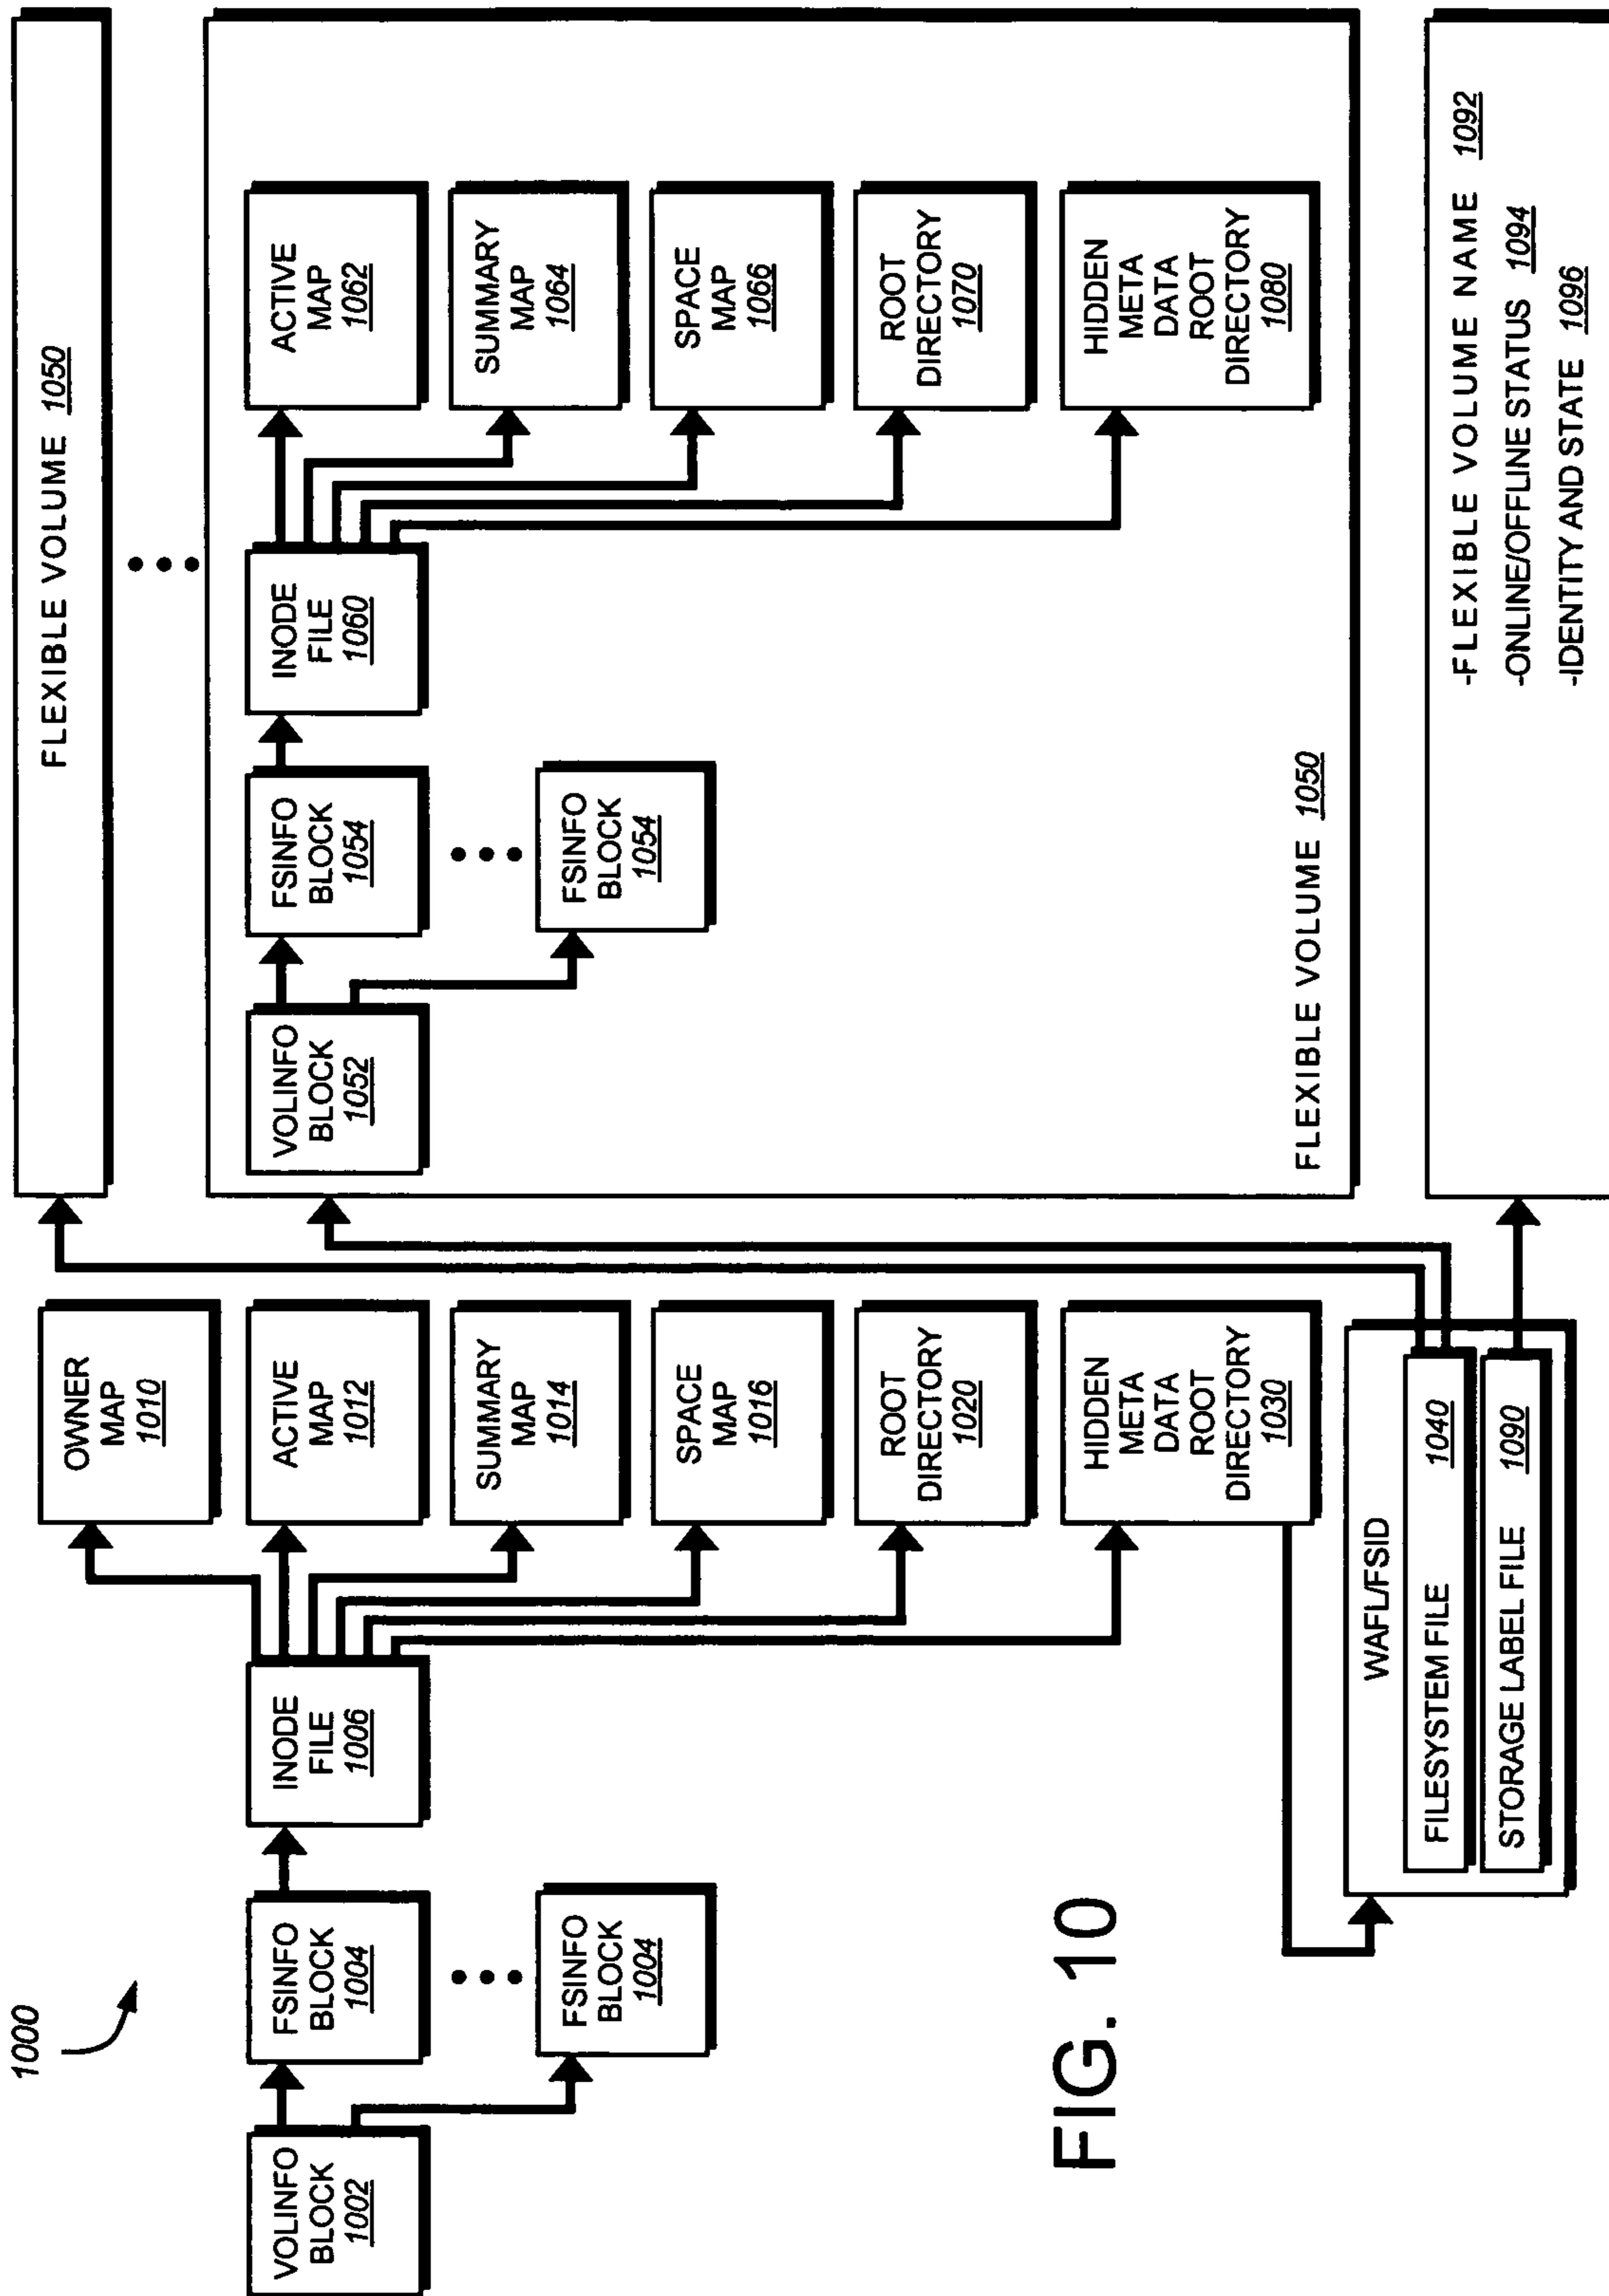 1000
VOLINFO
BLOCK
1002
FSINFO
BLOCK
1004
FSINFO
BLOCK
1004
INODE
FILE
1006
OWNER
MAP
1010
ACTIVE
MAP
1012
SUMMARY
MAP
1014
SPACE
MAP
1016
ROOT
DIRECTORY
1020
HIDDEN
META
DATA
ROOT
DIRECTORY
1030
WAFL/FSID
FILESYSTEM FILE 1040
STORAGE LABEL FILE 1090
FLEXIBLE VOLUME 1050
VOLINFO
BLOCK
1052
FSINFO
BLOCK
1054
FSINFO
BLOCK
1054
INODE
FILE
1060
ACTIVE
MAP
1062
SUMMARY
MAP
1064
SPACE
MAP
1066
ROOT
DIRECTORY
1070
HIDDEN
META
DATA
ROOT
DIRECTORY
1080
FLEXIBLE VOLUME 1050
-FLEXIBLE VOLUME NAME 1092
-ONLINE/OFFLINE STATUS 1094
-IDENTITY AND STATE 1096
FIG. 10